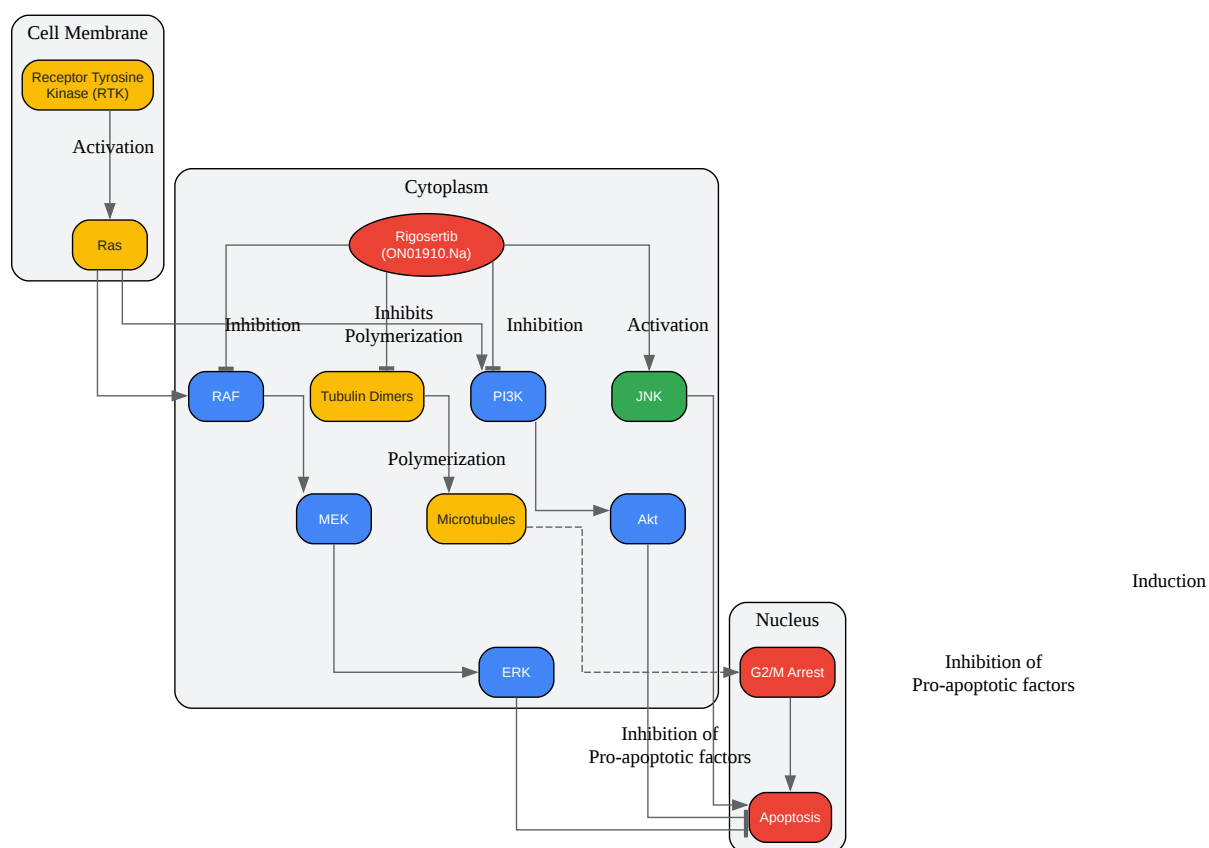 Cell Membrane
Receptor Tyrosine
Kinase (RTK)
Activation
Ras
Cytoplasm
Rigosertib
(ON01910.Na)
Inhibition
Inhibits
Polymerization
Inhibition
Activation
RAF
Tubulin Dimers
PI3K
JNK
Polymerization
MEK
Microtubules
Akt
Induction
Nucleus
ERK
G2/M Arrest
Inhibition of
Pro-apoptotic factors
Inhibition of
Pro-apoptotic factors
Apoptosis